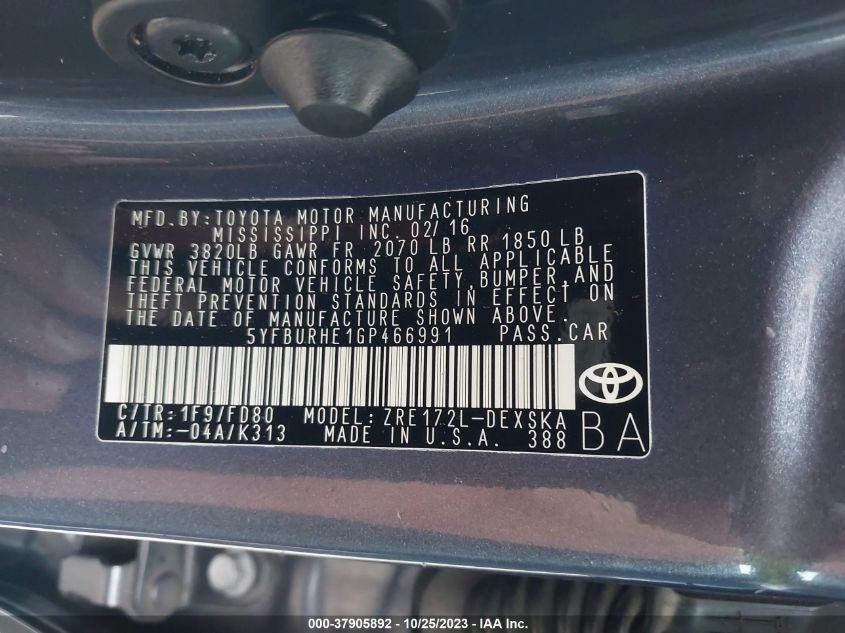 MFD. BY: TOYOTA MOTOR MANUFACTURING
MISSISSIPPI INC 02/16
GVWR 3820LB GAWR FR 2070 LB RR 1850 LB
THIS VEHICLE CONFORMS TO ALL APPLICABLE
FEDERAL MOTOR VEHICLE SAFETY, BUMPER, AND
THEFT PREVENTION STANDARDS IN EFFECT ON
THE DATE OF MANUFACTURE SHOWN ABOVE.
5YFBURHE1GP466991 PASS. CAR
C/TR: 1F9/FD80 MODEL: ZRE172L-DEXSKA
A/TM: -04A/K313 MADE IN U.S.A. 388 BA
000-37905892 - 10/25/2023 - IAA Inc.